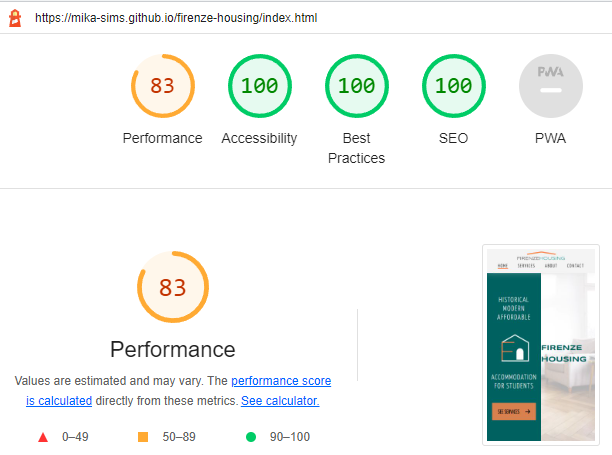 https://mika-sims.github.io/firenze-housing/index.html
83
100
100
100
PWA
Performance
Accessibility
Best
Practices
SEO
PWA
83
Performance
Values are estimated and may vary. The performance score
is calculated directly from these metrics. See calculator.
0–49
50–89
90–100
FIRENZEHOUSING
HOME
SERVICES
ABOUT
CONTACT
HISTORICAL
MODERN
AFFORDABLE
FIRENZE
HOUSING
ACCOMMODATION
FOR STUDENTS
SEE SERVICES →